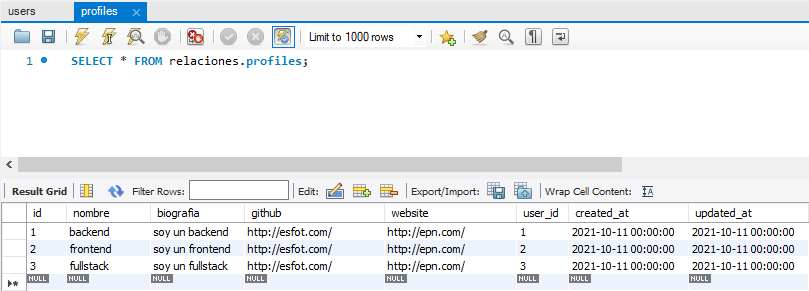 users profiles ×
Limit to 1000 rows
1 SELECT * FROM relaciones.profiles;
Result Grid Filter Rows: Edit: Export/Import: Wrap Cell Content: IA
id nombre biografia github website user_id created_at updated_at
1 backend soy un backend http://esfot.com/ http://epn.com/ 1 2021-10-11 00:00:00 2021-10-11 00:00:00
2 frontend soy un frontend http://esfot.com/ http://epn.com/ 2 2021-10-11 00:00:00 2021-10-11 00:00:00
3 fullstack soy un fullstack http://esfot.com/ http://epn.com/ 3 2021-10-11 00:00:00 2021-10-11 00:00:00
NULL NULL NULL NULL NULL NULL NULL NULL